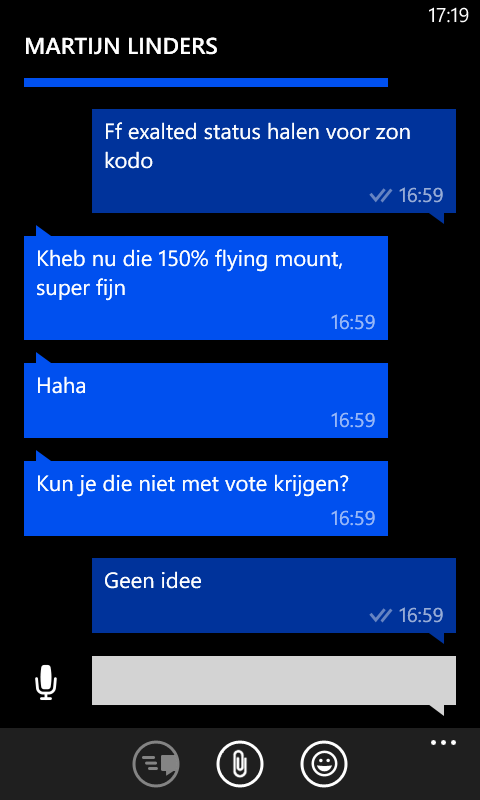 17:19
MARTIJN LINDERS
Ff exalted status halen voor zon
kodo
16:59
Kheb nu die 150% flying mount,
super fijn
16:59
Haha
16:59
Kun je die niet met vote krijgen?
16:59
Geen idee
16:59